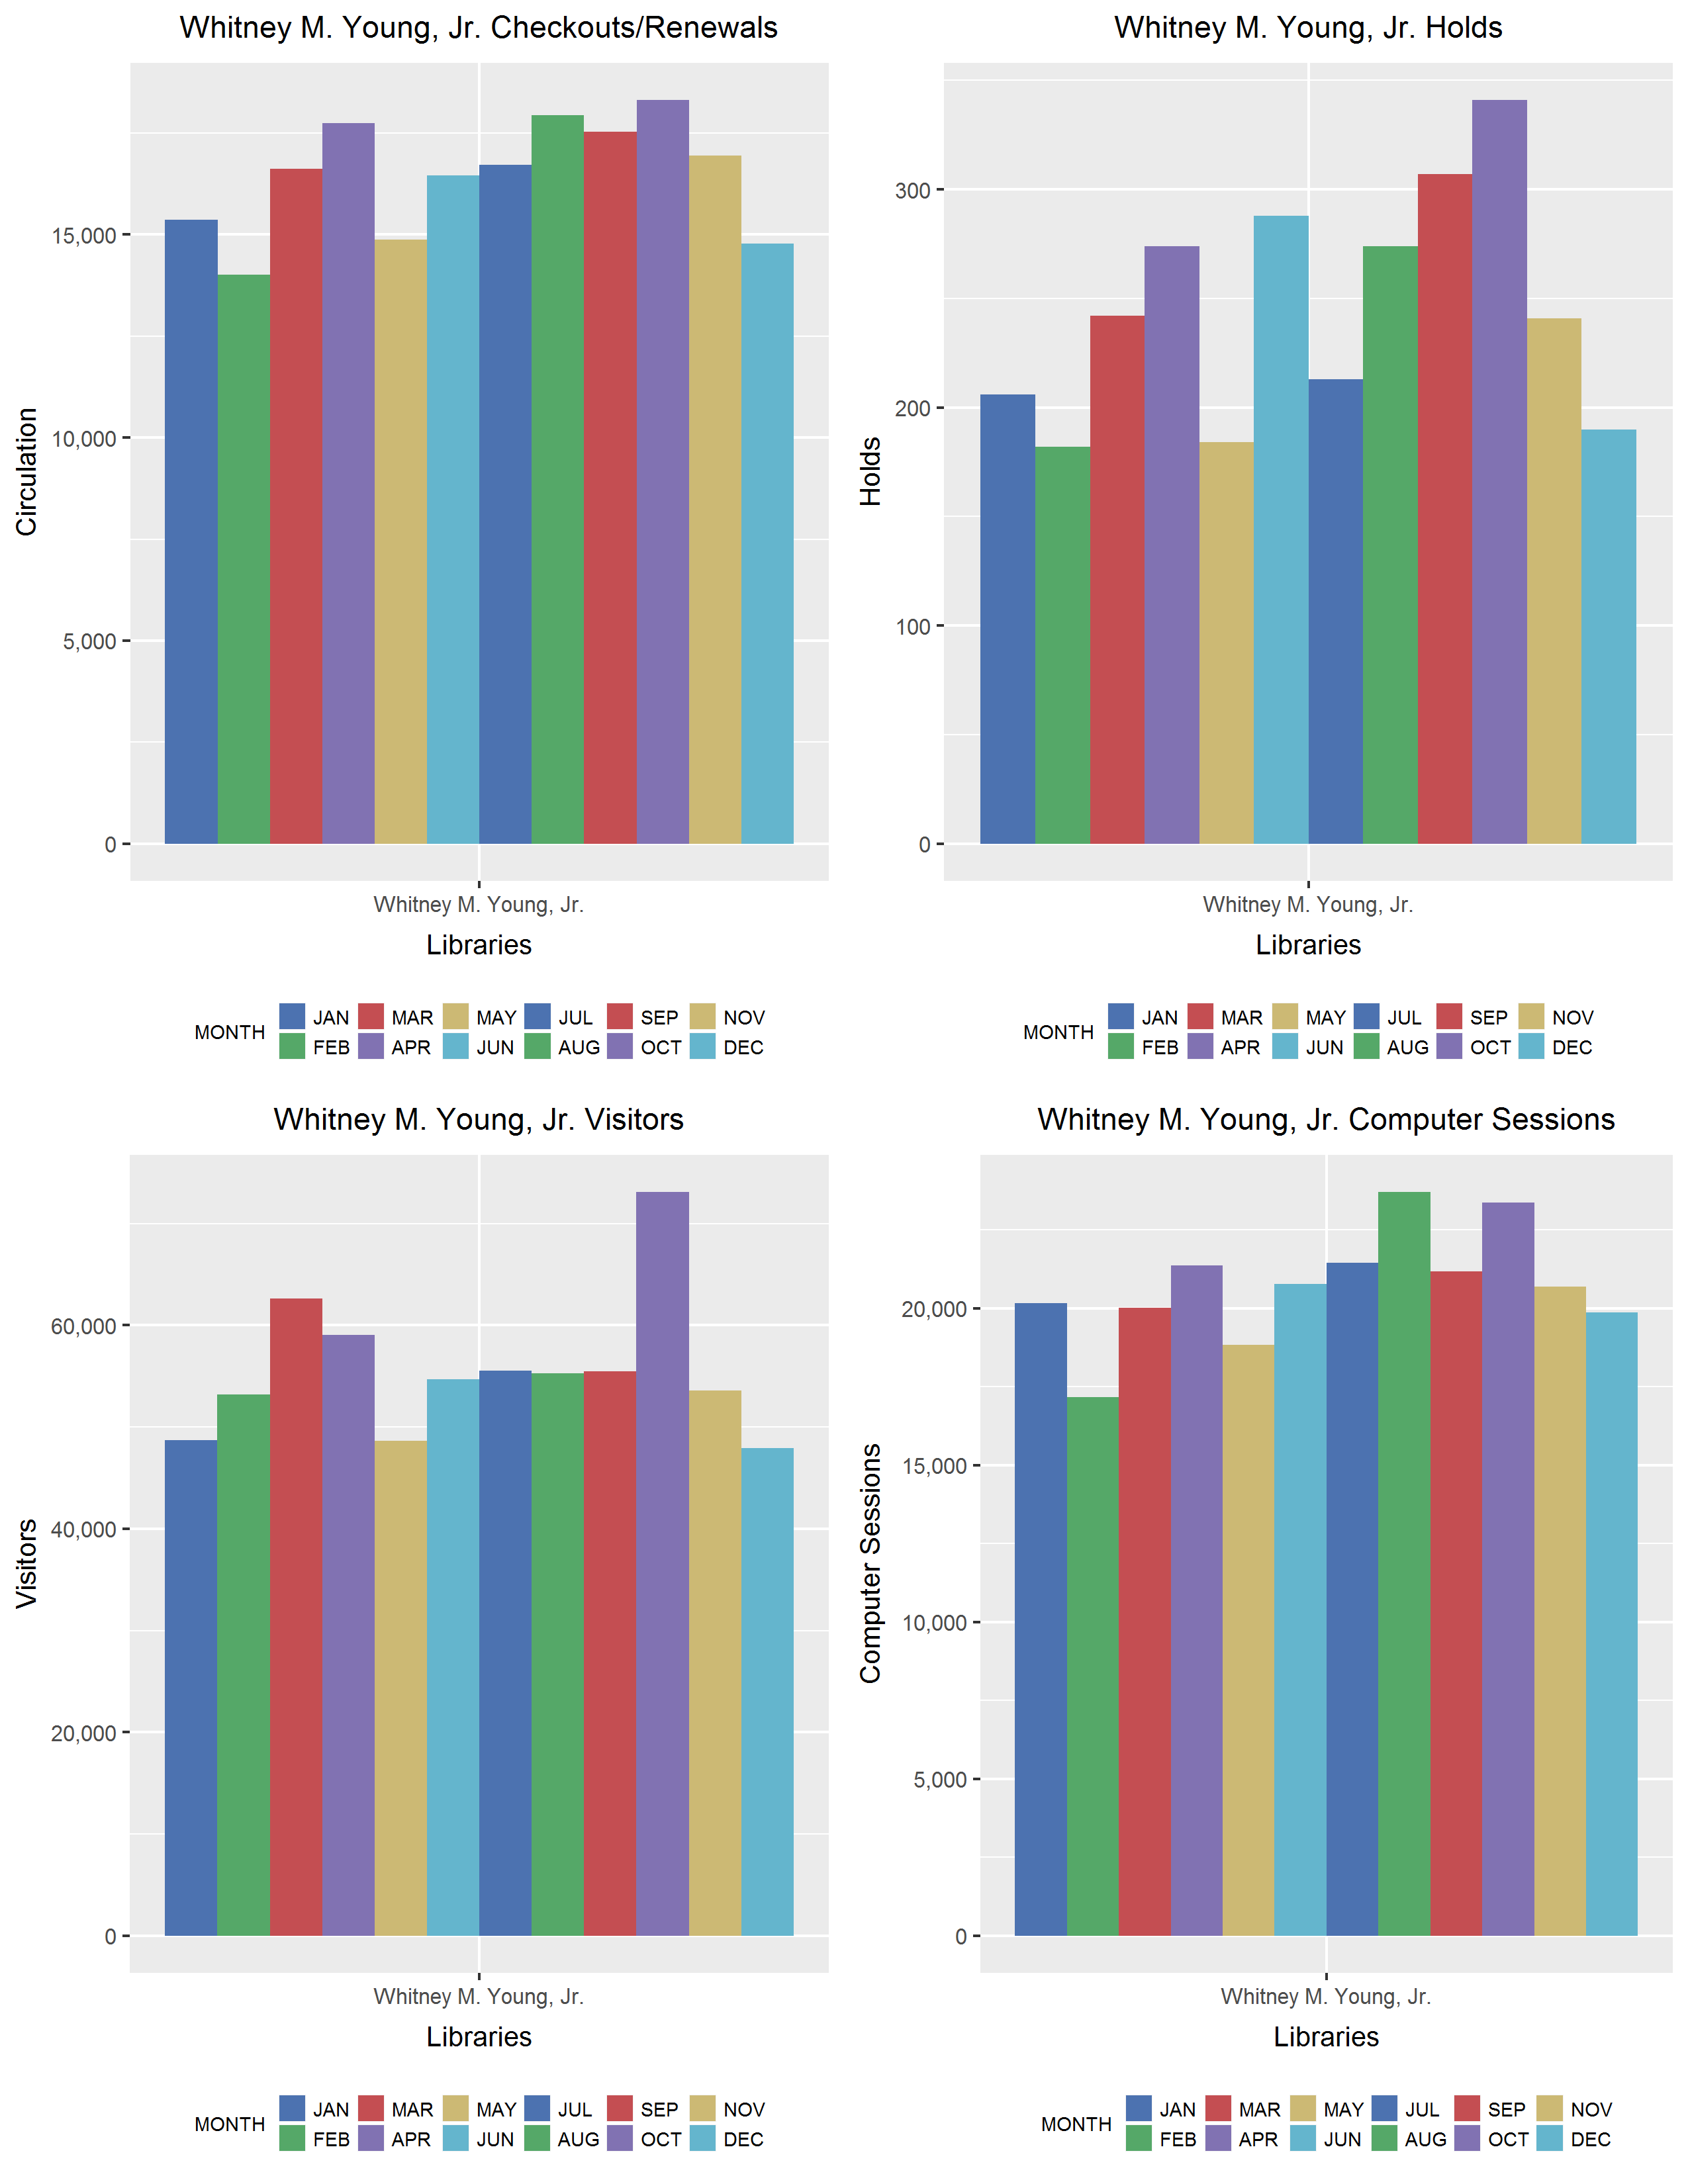 Whitney M. Young, Jr. Checkouts/Renewals
Circulation
15,000
10,000
5,000
0
Whitney M. Young, Jr.
Libraries
MONTH
JAN MAR MAY JUL SEP NOV
FEB APR JUN AUG OCT DEC
Whitney M. Young, Jr. Holds
Holds
300
200
100
0
Whitney M. Young, Jr.
Libraries
MONTH
JAN MAR MAY JUL SEP NOV
FEB APR JUN AUG OCT DEC
Whitney M. Young, Jr. Visitors
Visitors
60,000
40,000
20,000
0
Whitney M. Young, Jr.
Libraries
MONTH
JAN MAR MAY JUL SEP NOV
FEB APR JUN AUG OCT DEC
Whitney M. Young, Jr. Computer Sessions
Computer Sessions
20,000
15,000
10,000
5,000
0
Whitney M. Young, Jr.
Libraries
MONTH
JAN MAR MAY JUL SEP NOV
FEB APR JUN AUG OCT DEC